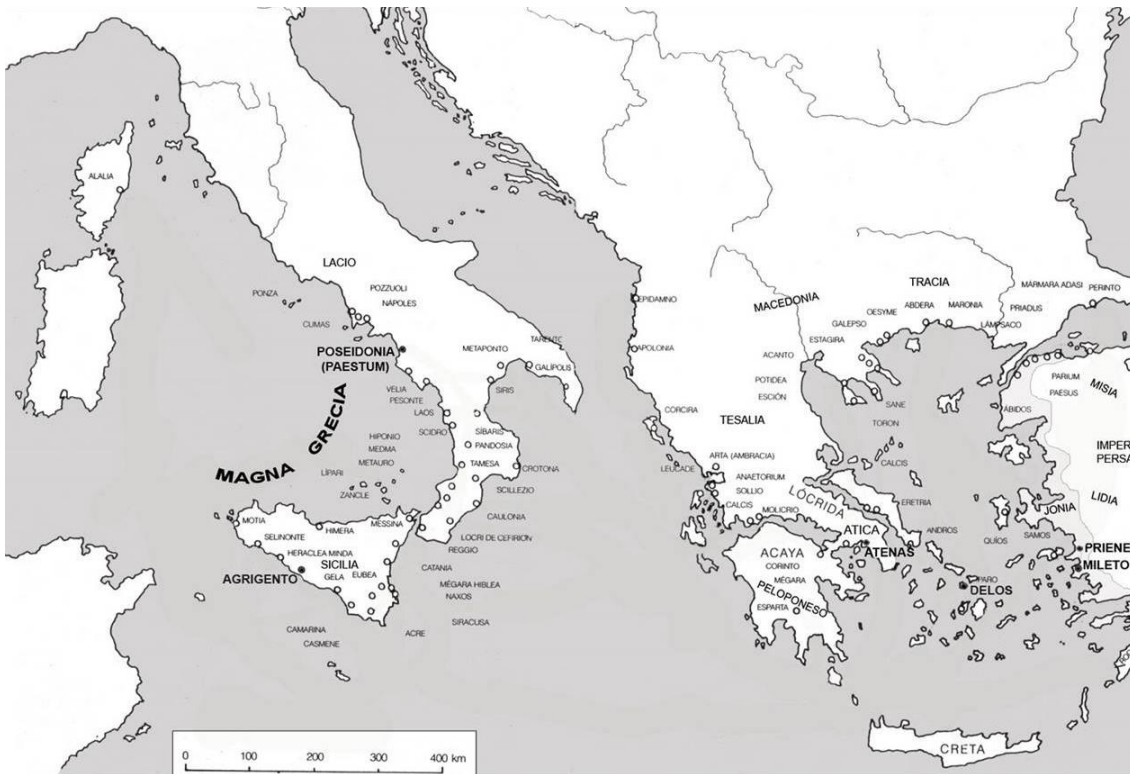 ALALIA
LACIO
PONZA
POZZUOLI
NÁPOLES
CUMAS
POSEIDONIA
(PAESTUM)
METAPONTO
TARENTO
GALÍPOLIS
VELIA
PESONTE
SIRIS
LAOS
SCIDRO
SÍBARIS
PANDOSIA
HIPONIO
MEDMA
METAURO
TAMESA
CROTONA
LÍPARI
ZANCLE
SCILLEZIO
MAGNA GRECIA
MOTIA
HIMERA
MESSINA
CAULONIA
SELINONTE
LOCRI DE CEFIRION
REGGIO
HERACLEA MINDA
SICILIA
AGRIGENTO
GELA
EUBEA
CATANIA
MÉGARA HIBLEA
NAXOS
SIRACUSA
CAMARINA
CASMENE
ACRE
EPIDAMNO
APOLONIA
MACEDONIA
TRACIA
MÁRMARA ADASI
PERINTO
OESYME
ABDERA
MARONIA
PRIADUS
GALEPSO
LÁMPSACO
ESTAGIRA
ACANTO
POTIDEA
ESCIÓN
SANE
TORON
CALCIS
PARIUM
PAESUS
MISIA
ÁBIDOS
CORCIRA
TESALIA
LEUCADE
ARTA (AMBRACIA)
ANAETORIUM
SOLLIO
CALCIS
MOLICRIO
LÓCRIDA
ERETRIA
IMPER
PERSA
LIDIA
JONIA
ANDROS
QUÍOS
SAMOS
ATICA
ATENAS
ACAYA
CORINTO
MÉGARA
PELOPONESO
ESPARTA
PRIENE
MILETO
PARO
DELOS
CRETA
0 100 200 300 400 km